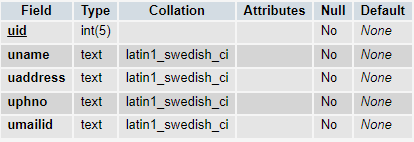 Field Type Collation Attributes Null Default
uid int(5) No None
uname text latin1_swedish_ci No None
uaddress text latin1_swedish_ci No None
uphno text latin1_swedish_ci No None
umailid text latin1_swedish_ci No None